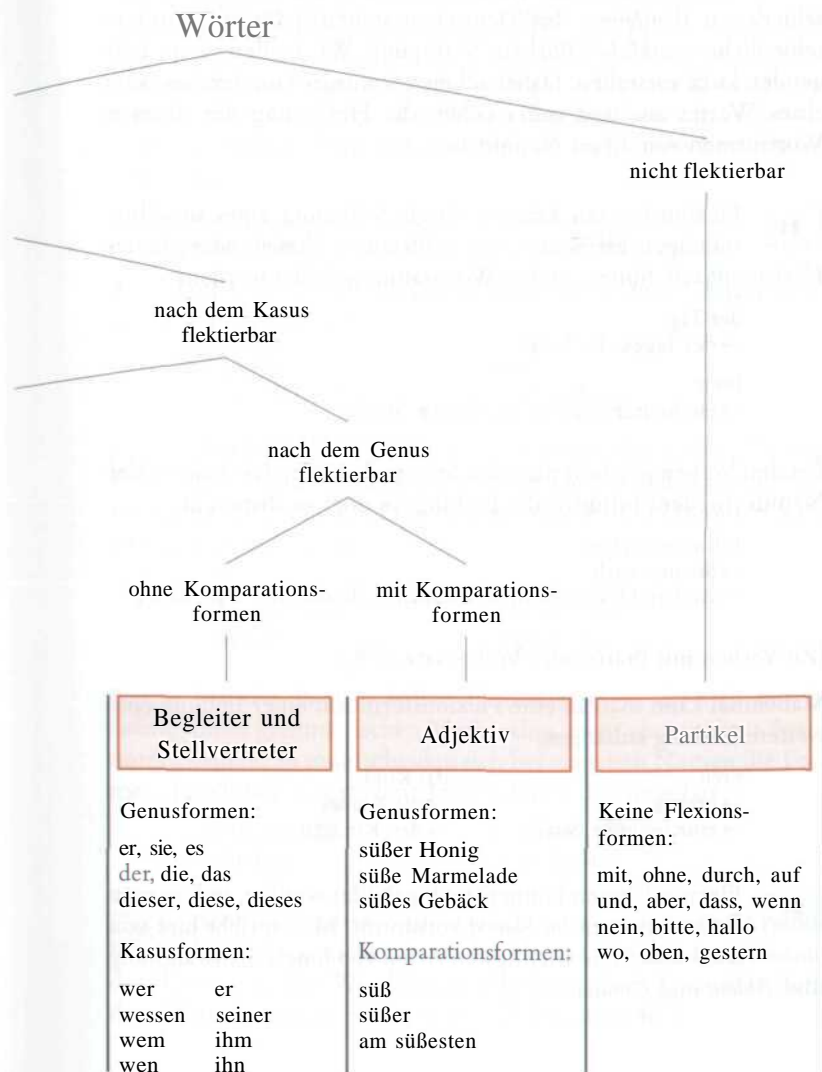 Wörter
nicht flektierbar
nach dem Kasus
flektierbar
nach dem Genus
flektierbar
ohne Komparations-
formen
mit Komparations-
formen
Begleiter und
Stellvertreter
Genusformen:
er, sie, es
der, die, das
dieser, diese, dieses
Kasusformen:
wer er
wessen seiner
wem ihm
wen ihn
Adjektiv
Genusformen:
süßer Honig
süße Marmelade
süßes Gebäck
Komparationsformen:
süß
süßer
am süßesten
Partikel
Keine Flexions-
formen:
mit, ohne, durch, auf
und, aber, dass, wenn
nein, bitte, hallo
wo, oben, gestern